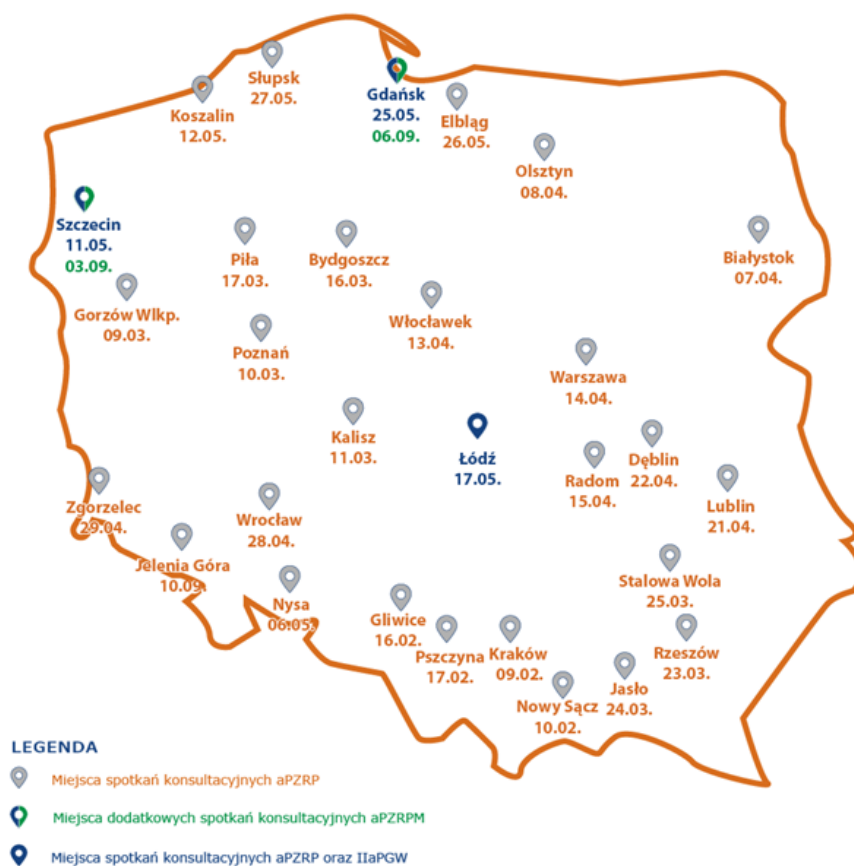 Słupsk
27.05.
Koszalin
12.05.
Gdańsk
25.05.
06.09.
Elbląg
26.05.
Olsztyn
08.04.
Szczecin
11.05.
03.09.
Piła
17.03.
Bydgoszcz
16.03.
Białystok
07.04.
Gorzów Wlkp.
09.03.
Włocławek
13.04.
Poznań
10.03.
Warszawa
14.04.
Kalisz
11.03.
Łódź
17.05.
Radom
15.04.
Dęblin
22.04.
Lublin
21.04.
Zgorzelec
29.04.
Wrocław
28.04.
Jelenia Góra
10.09.
Nysa
06.05.
Stalowa Wola
25.03.
Gliwice
16.02.
Pszczyna
17.02.
Kraków
09.02.
Rzeszów
23.03.
Nowy Sącz
10.02.
Jasło
24.03.
LEGENDA
Miejsca spotkań konsultacyjnych aPZRP
Miejsca dodatkowych spotkań konsultacyjnych aPZRPM
Miejsca spotkań konsultacyjnych aPZRP oraz IIaPGW